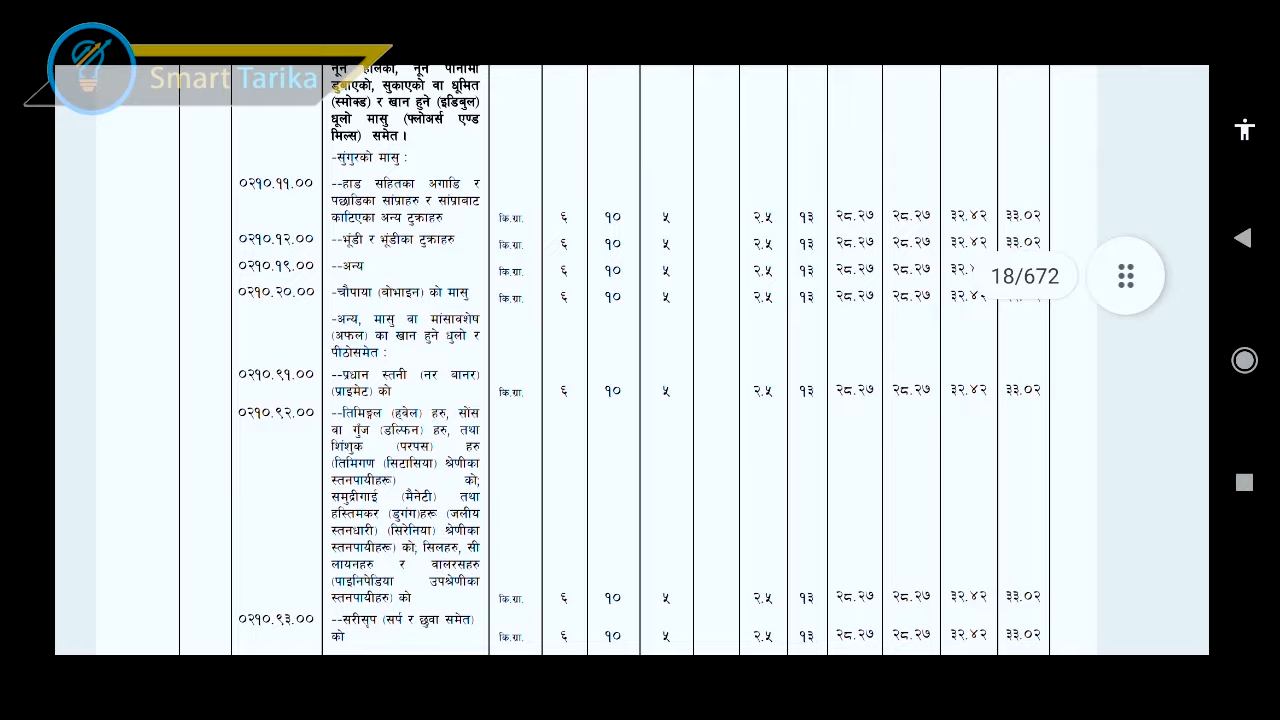 Smart Tarika
नून हालेको, नून पानीमा
डुबाएको, सुकाएको वा धूमित
(स्मोक्ड) र खान हुने (इडिबुल)
धूलो मासु (फ्लोअर्स एण्ड
मिल्स) समेत ।
-सुंगुरको मासु :
०२१०.११.०० --हाड सहितका अगाडि र
पछाडिका सांप्राहरु र सांप्राबाट
काटिएका अन्य टुक्राहरु कि.ग्रा. ६ १० ५ २.५ १३ २८.२७ २८.२७ ३२.४२ ३३.०२
०२१०.१२.०० --भूंडी र भूंडीका टुक्राहरु कि.ग्रा. ६ १० ५ २.५ १३ २८.२७ २८.२७ ३२.४२ ३३.०२
०२१०.१९.०० --अन्य कि.ग्रा. ६ १० ५ २.५ १३ २८.२७ २८.२७
18/672
०२१०.२०.०० -चौपाया (बोभाइन) को मासु कि.ग्रा. ६ १० ५ २.५ १३ २८.२७ २८.२७ ३२.४२
-अन्य, मासु वा मांसावशेष
(अफल) का खान हुने धुलो र
पीठोसमेत :
०२१०.९१.०० --प्रधान स्तनी (नर वानर)
(प्राइमेट) को कि.ग्रा. ६ १० ५ २.५ १३ २८.२७ २८.२७ ३२.४२ ३३.०२
०२१०.९२.०० --तिमिङ्गल (ह्वेल) हरु, सोंस
वा गुँज (डल्फिन) हरु, तथा
शिंशुक (परपस) हरु
(तिमिगण (सिटासिया) श्रेणीका
स्तनपायीहरू) को;
समुद्रीगाई (मैनेटी) तथा
हस्तिमकर (डुगंग)हरू (जलीय
स्तनधारी) (सिरेनिया) श्रेणीका
स्तनपायीहरू) को; सिलहरु, सी
लायनहरु र वालरसहरु
(पाइनिपेडिया उपश्रेणीका
स्तनपायीहरु) को कि.ग्रा. ६ १० ५ २.५ १३ २८.२७ २८.२७ ३२.४२ ३३.०२
०२१०.९३.०० --सरीसृप (सर्प र छुवा समेत)
को कि.ग्रा. ६ १० ५ २.५ १३ २८.२७ २८.२७ ३२.४२ ३३.०२